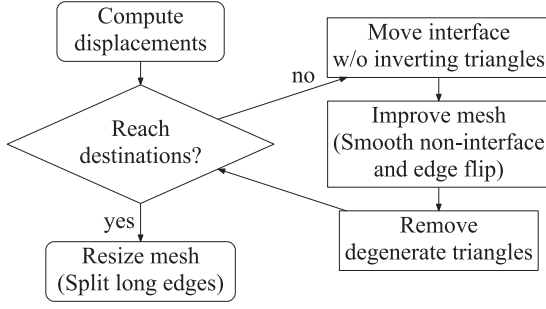 Compute
displacements
Reach
destinations?
no
Move interface
w/o inverting triangles
Improve mesh
(Smooth non-interface
and edge flip)
Remove
degenerate triangles
yes
Resize mesh
(Split long edges)